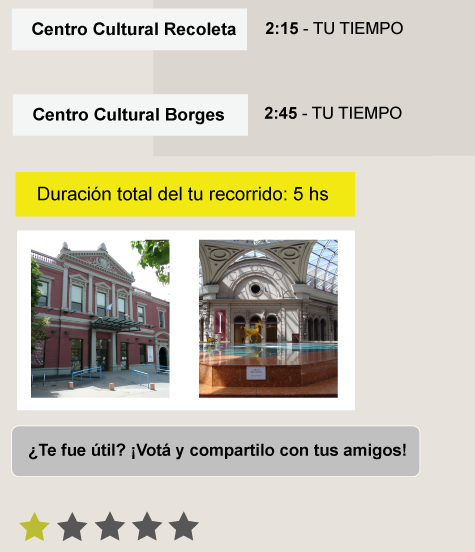 Centro Cultural Recoleta 2:15 - TU TIEMPO
Centro Cultural Borges 2:45 - TU TIEMPO
Duración total del tu recorrido: 5 hs
¿Te fue útil? ¡Votá y compartilo con tus amigos!